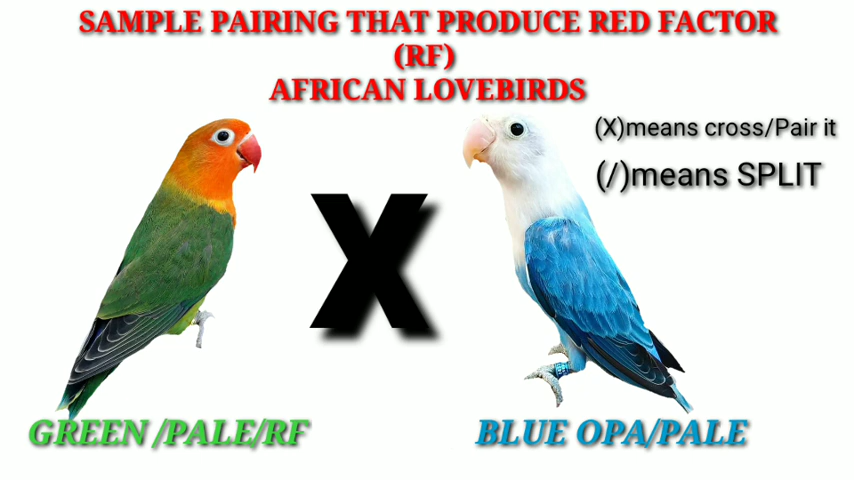 SAMPLE PAIRING THAT PRODUCE RED FACTOR
(RF)
AFRICAN LOVEBIRDS
(X)means cross/Pair it
(/)means SPLIT
X
GREEN /PALE/RF
BLUE OPA/PALE